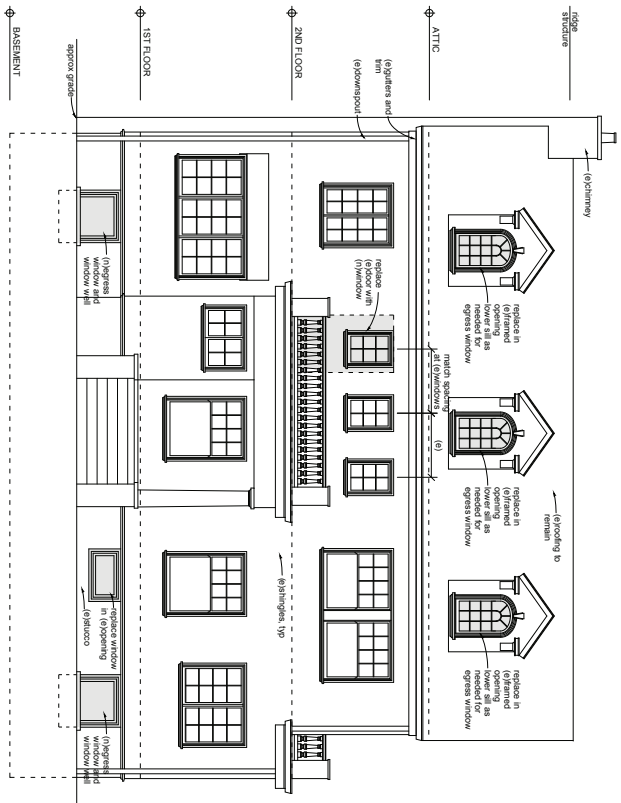 ridge
structure
ATTIC
2ND FLOOR
1ST FLOOR
BASEMENT
approx grade
(e)gutters and
trim
(e)downspout
(e)chimney
replace in
(e)framed
opening
lower sill as
needed for
egress window
replace in
(e)framed
opening
lower sill as
needed for
egress window
replace in
(e)framed
opening
lower sill as
needed for
egress window
(e)roofing to
remain
match spacing
at (e)windows
(e)
replace
(e)door with
(n)window
(e)shingles, typ
(n)egress
window and
window well
replace window
in (e)opening
(e)stucco
(n)egress
window and
window well